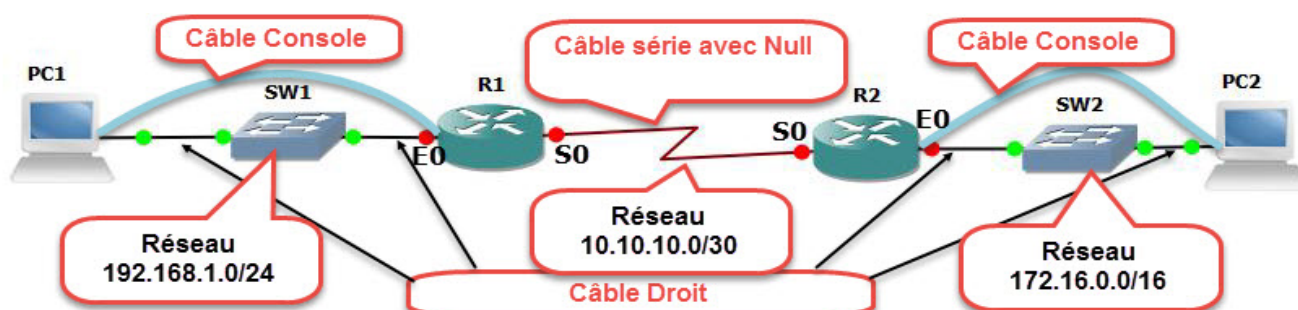 Câble Console
Câble série avec Null
Câble Console
PC1
SW1
R1
R2
SW2
PC2
E0
S0
S0
E0
Réseau
192.168.1.0/24
Réseau
10.10.10.0/30
Réseau
172.16.0.0/16
Câble Droit